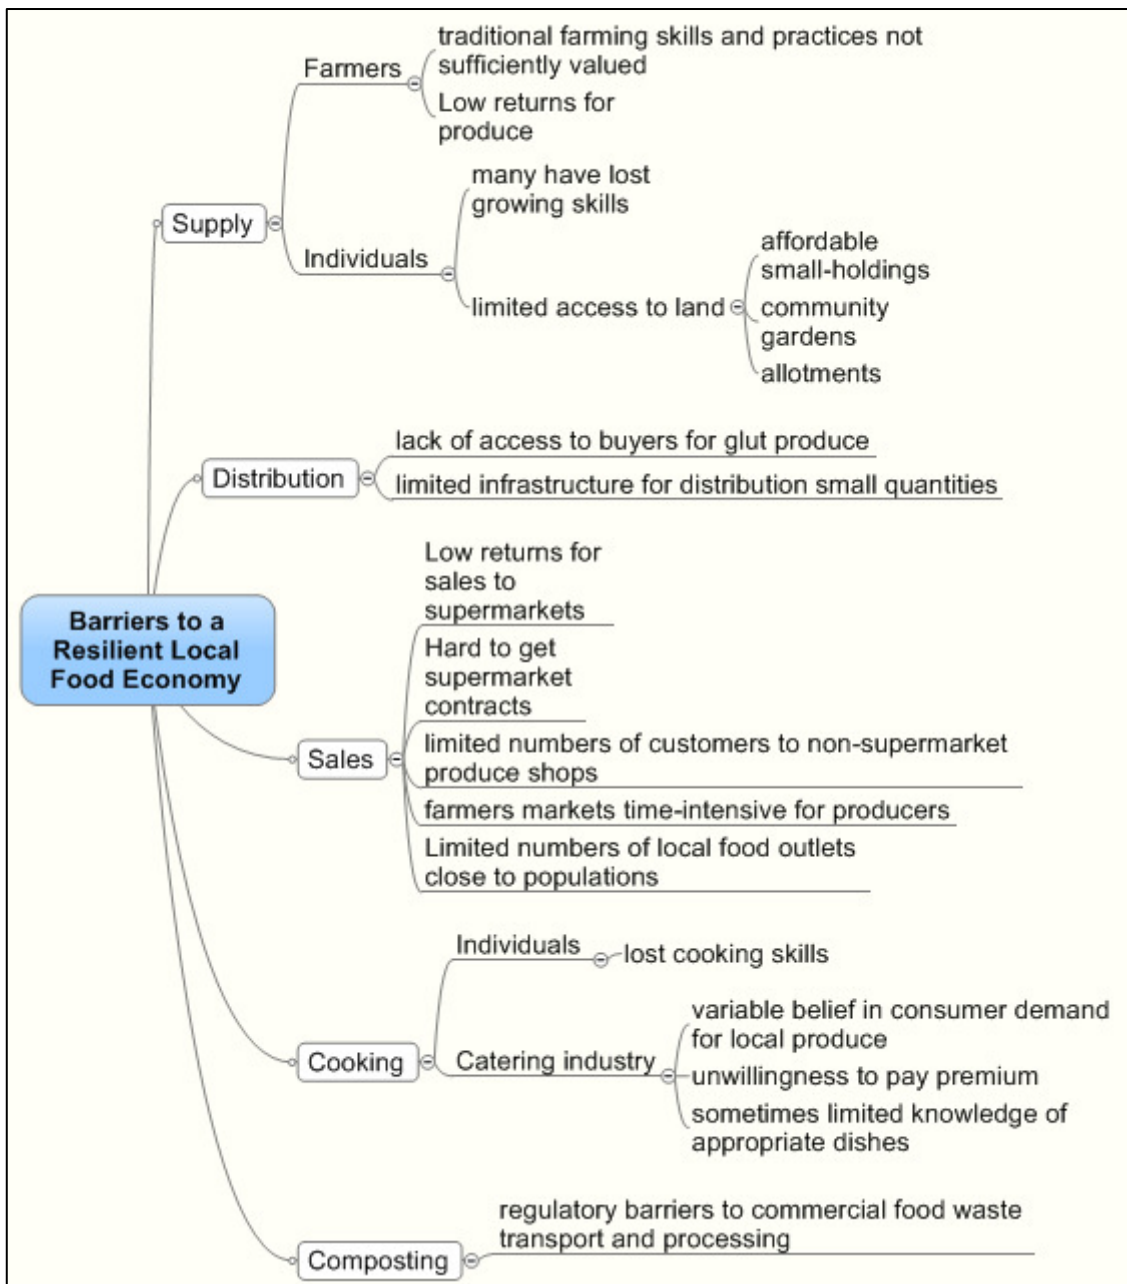 Barriers to a
Resilient Local
Food Economy
Supply
Farmers
traditional farming skills and practices not
sufficiently valued
Low returns for
produce
Individuals
many have lost
growing skills
limited access to land
affordable
small-holdings
community
gardens
allotments
Distribution
lack of access to buyers for glut produce
limited infrastructure for distribution small quantities
Sales
Low returns for
sales to
supermarkets
Hard to get
supermarket
contracts
limited numbers of customers to non-supermarket
produce shops
farmers markets time-intensive for producers
Limited numbers of local food outlets
close to populations
Cooking
Individuals
lost cooking skills
Catering industry
variable belief in consumer demand
for local produce
unwillingness to pay premium
sometimes limited knowledge of
appropriate dishes
Composting
regulatory barriers to commercial food waste
transport and processing